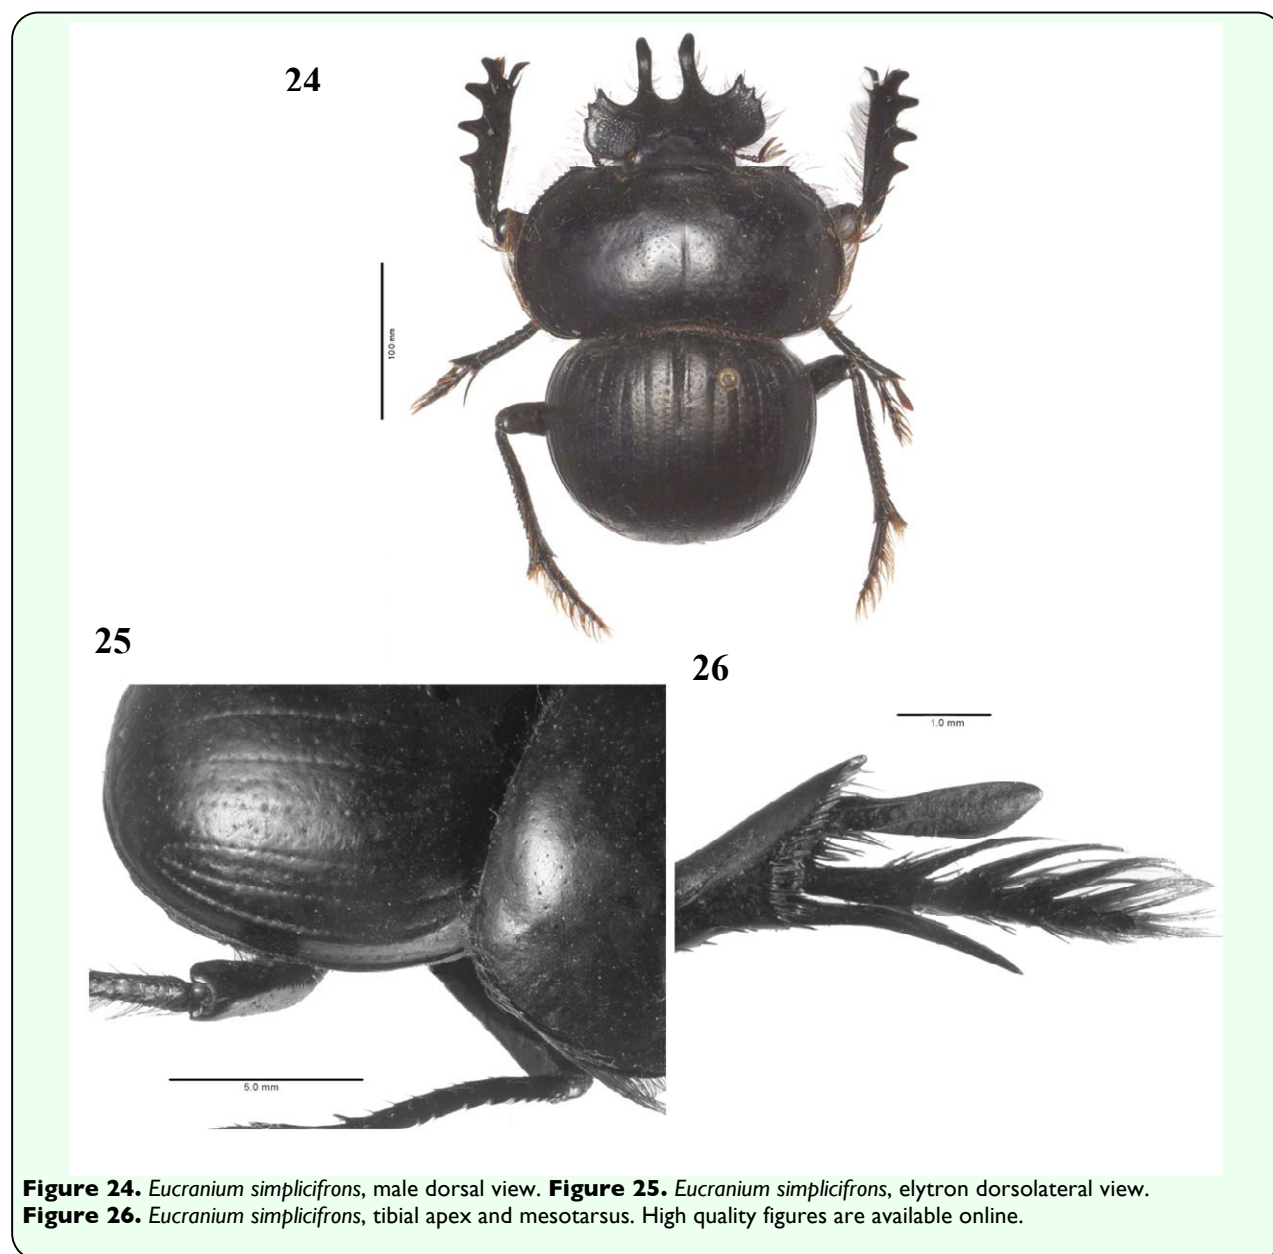 24
10.0 mm
25
26
1.0 mm
5.0 mm
Figure 24. Eucranium simplicifrons, male dorsal view. Figure 25. Eucranium simplicifrons, elytron dorsolateral view.
Figure 26. Eucranium simplicifrons, tibial apex and mesotarsus. High quality figures are available online.